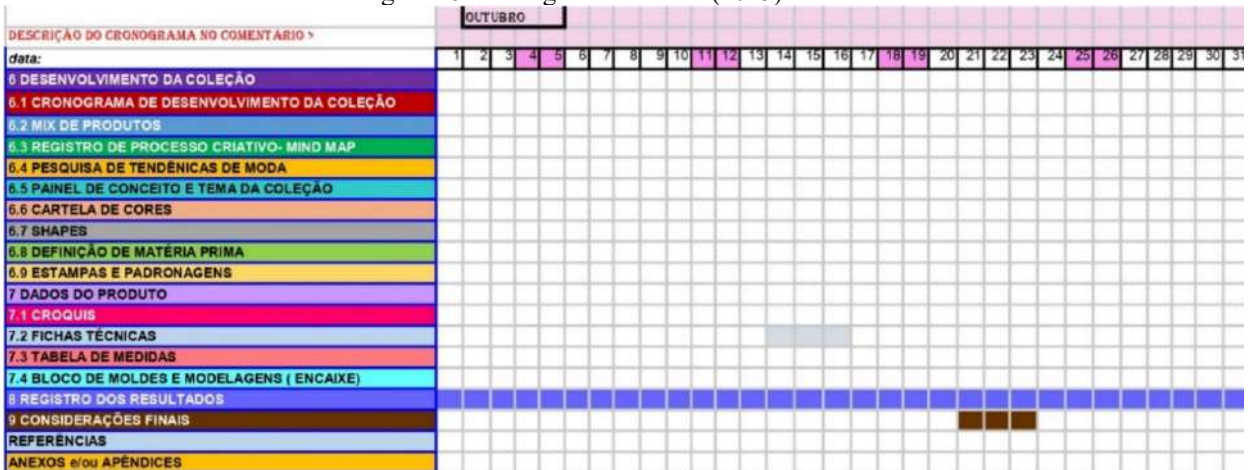 OUTUBRO
DESCRIÇÃO DO CRONOGRAMA NO COMENTARIO >
data: 1 2 3 4 5 6 7 8 9 10 11 12 13 14 15 16 17 18 19 20 21 22 23 24 25 26 27 28 29 30 31
6 DESENVOLVIMENTO DA COLEÇÃO
6.1 CRONOGRAMA DE DESENVOLVIMENTO DA COLEÇÃO
6.2 MIX DE PRODUTOS
6.3 REGISTRO DE PROCESSO CRIATIVO- MIND MAP
6.4 PESQUISA DE TENDÊNICAS DE MODA
6.5 PAINEL DE CONCEITO E TEMA DA COLEÇÃO
6.6 CARTELA DE CORES
6.7 SHAPES
6.8 DEFINIÇÃO DE MATÉRIA PRIMA
6.9 ESTAMPAS E PADRONAGENS
7 DADOS DO PRODUTO
7.1 CROQUIS
7.2 FICHAS TÉCNICAS
7.3 TABELA DE MEDIDAS
7.4 BLOCO DE MOLDES E MODELAGENS ( ENCAIXE)
8 REGISTRO DOS RESULTADOS
9 CONSIDERAÇÕES FINAIS
REFERÊNCIAS
ANEXOS e/ou APÊNDICES